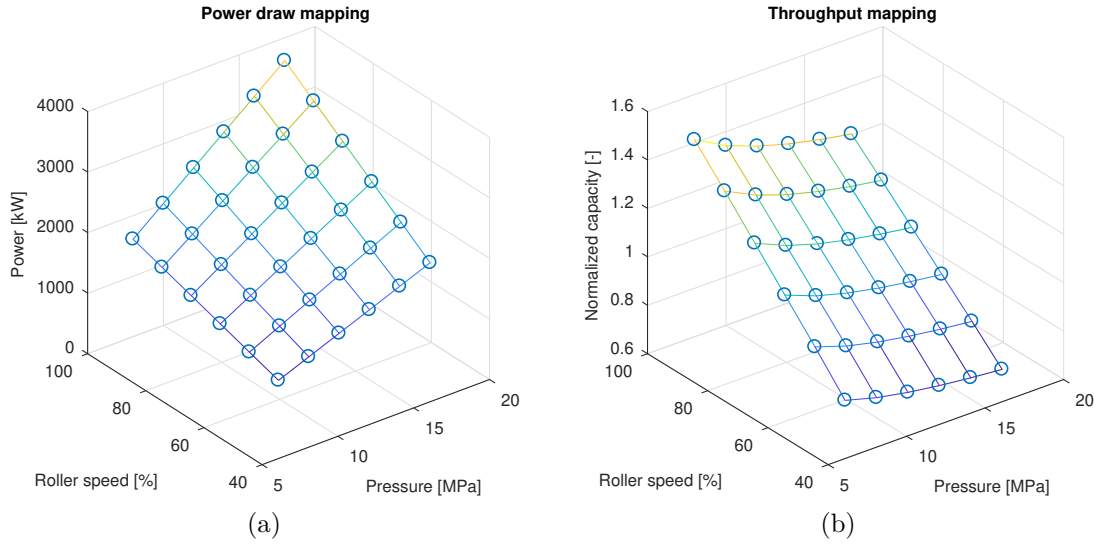 Power draw mapping
4000
3000
2000
1000
0
Power [kW]
100
80
60
40
Roller speed [%]
5
10
15
20
Pressure [MPa]
(a)
Throughput mapping
1.6
1.4
1.2
1
0.8
0.6
Normalized capacity [-]
100
80
60
40
Roller speed [%]
5
10
15
20
Pressure [MPa]
(b)